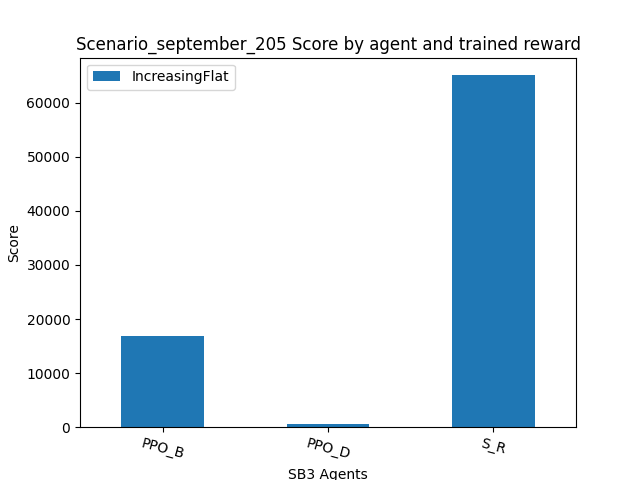 Scenario_september_205 Score by agent and trained reward
IncreasingFlat
Score
60000
50000
40000
30000
20000
10000
0
PPO_B
PPO_D
S_R
SB3 Agents